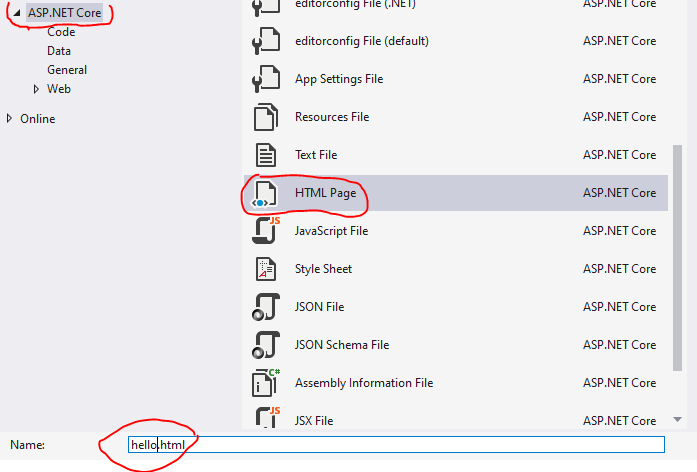 ASP.NET Core
Code
Data
General
Web
Online
editorconfig File (.NET) ASP.NET Core
editorconfig File (default) ASP.NET Core
App Settings File ASP.NET Core
Resources File ASP.NET Core
Text File ASP.NET Core
HTML Page ASP.NET Core
JS
JavaScript File ASP.NET Core
Style Sheet ASP.NET Core
JSON File ASP.NET Core
JSON Schema File ASP.NET Core
C#
Assembly Information File ASP.NET Core
JS
JSX File ASP.NET Core
Name: hello.html